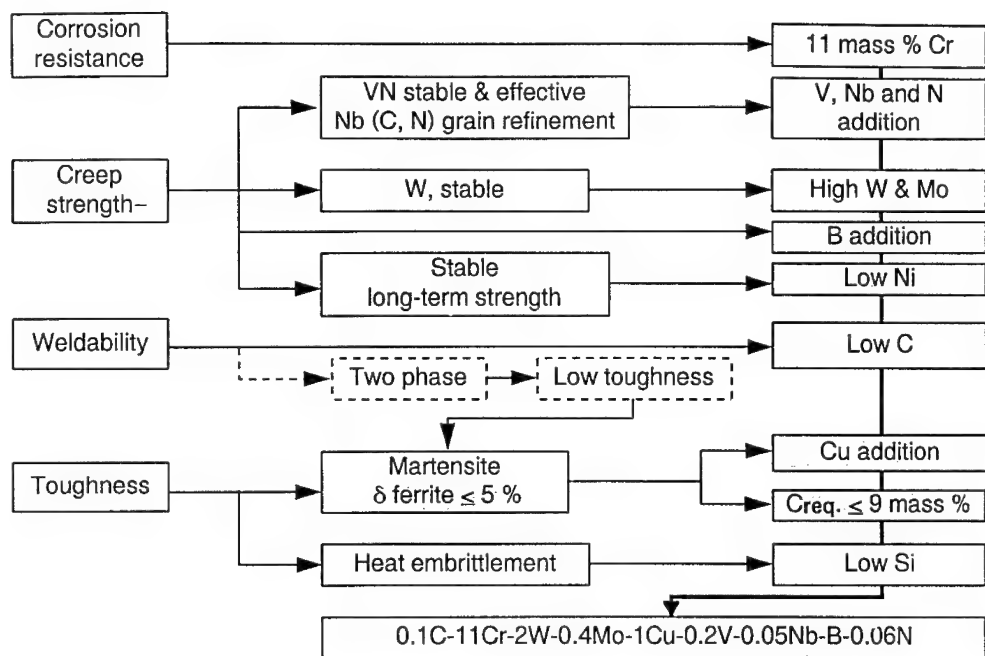 Corrosion
resistance
11 mass % Cr
VN stable & effective
Nb (C, N) grain refinement
V, Nb and N
addition
Creep
strength–
W, stable
High W & Mo
B addition
Stable
long-term strength
Low Ni
Weldability
Low C
Two phase
Low toughness
Toughness
Martensite
δ ferrite ≤ 5 %
Cu addition
Creq. ≤ 9 mass %
Heat embrittlement
Low Si
0.1C-11Cr-2W-0.4Mo-1Cu-0.2V-0.05Nb-B-0.06N